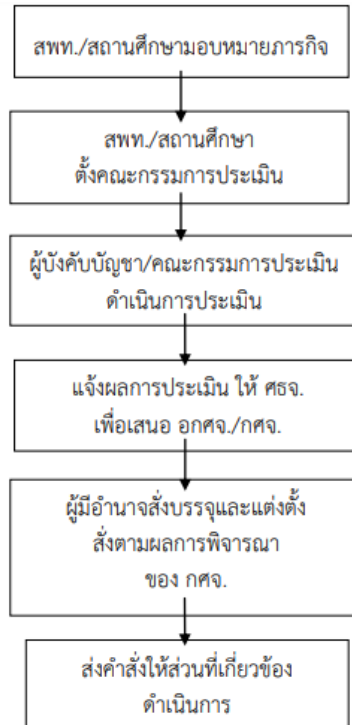 สพท./สถานศึกษามอบหมายภารกิจ
สพท./สถานศึกษา
ตั้งคณะกรรมการประเมิน
ผู้บังคับบัญชา/คณะกรรมการประเมิน
ดำเนินการประเมิน
แจ้งผลการประเมิน ให้ ศธจ.
เพื่อเสนอ อกศจ./กศจ.
ผู้มีอำนาจสั่งบรรจุและแต่งตั้ง
สั่งตามผลการพิจารณา
ของ กศจ.
ส่งคำสั่งให้ส่วนที่เกี่ยวข้อง
ดำเนินการ